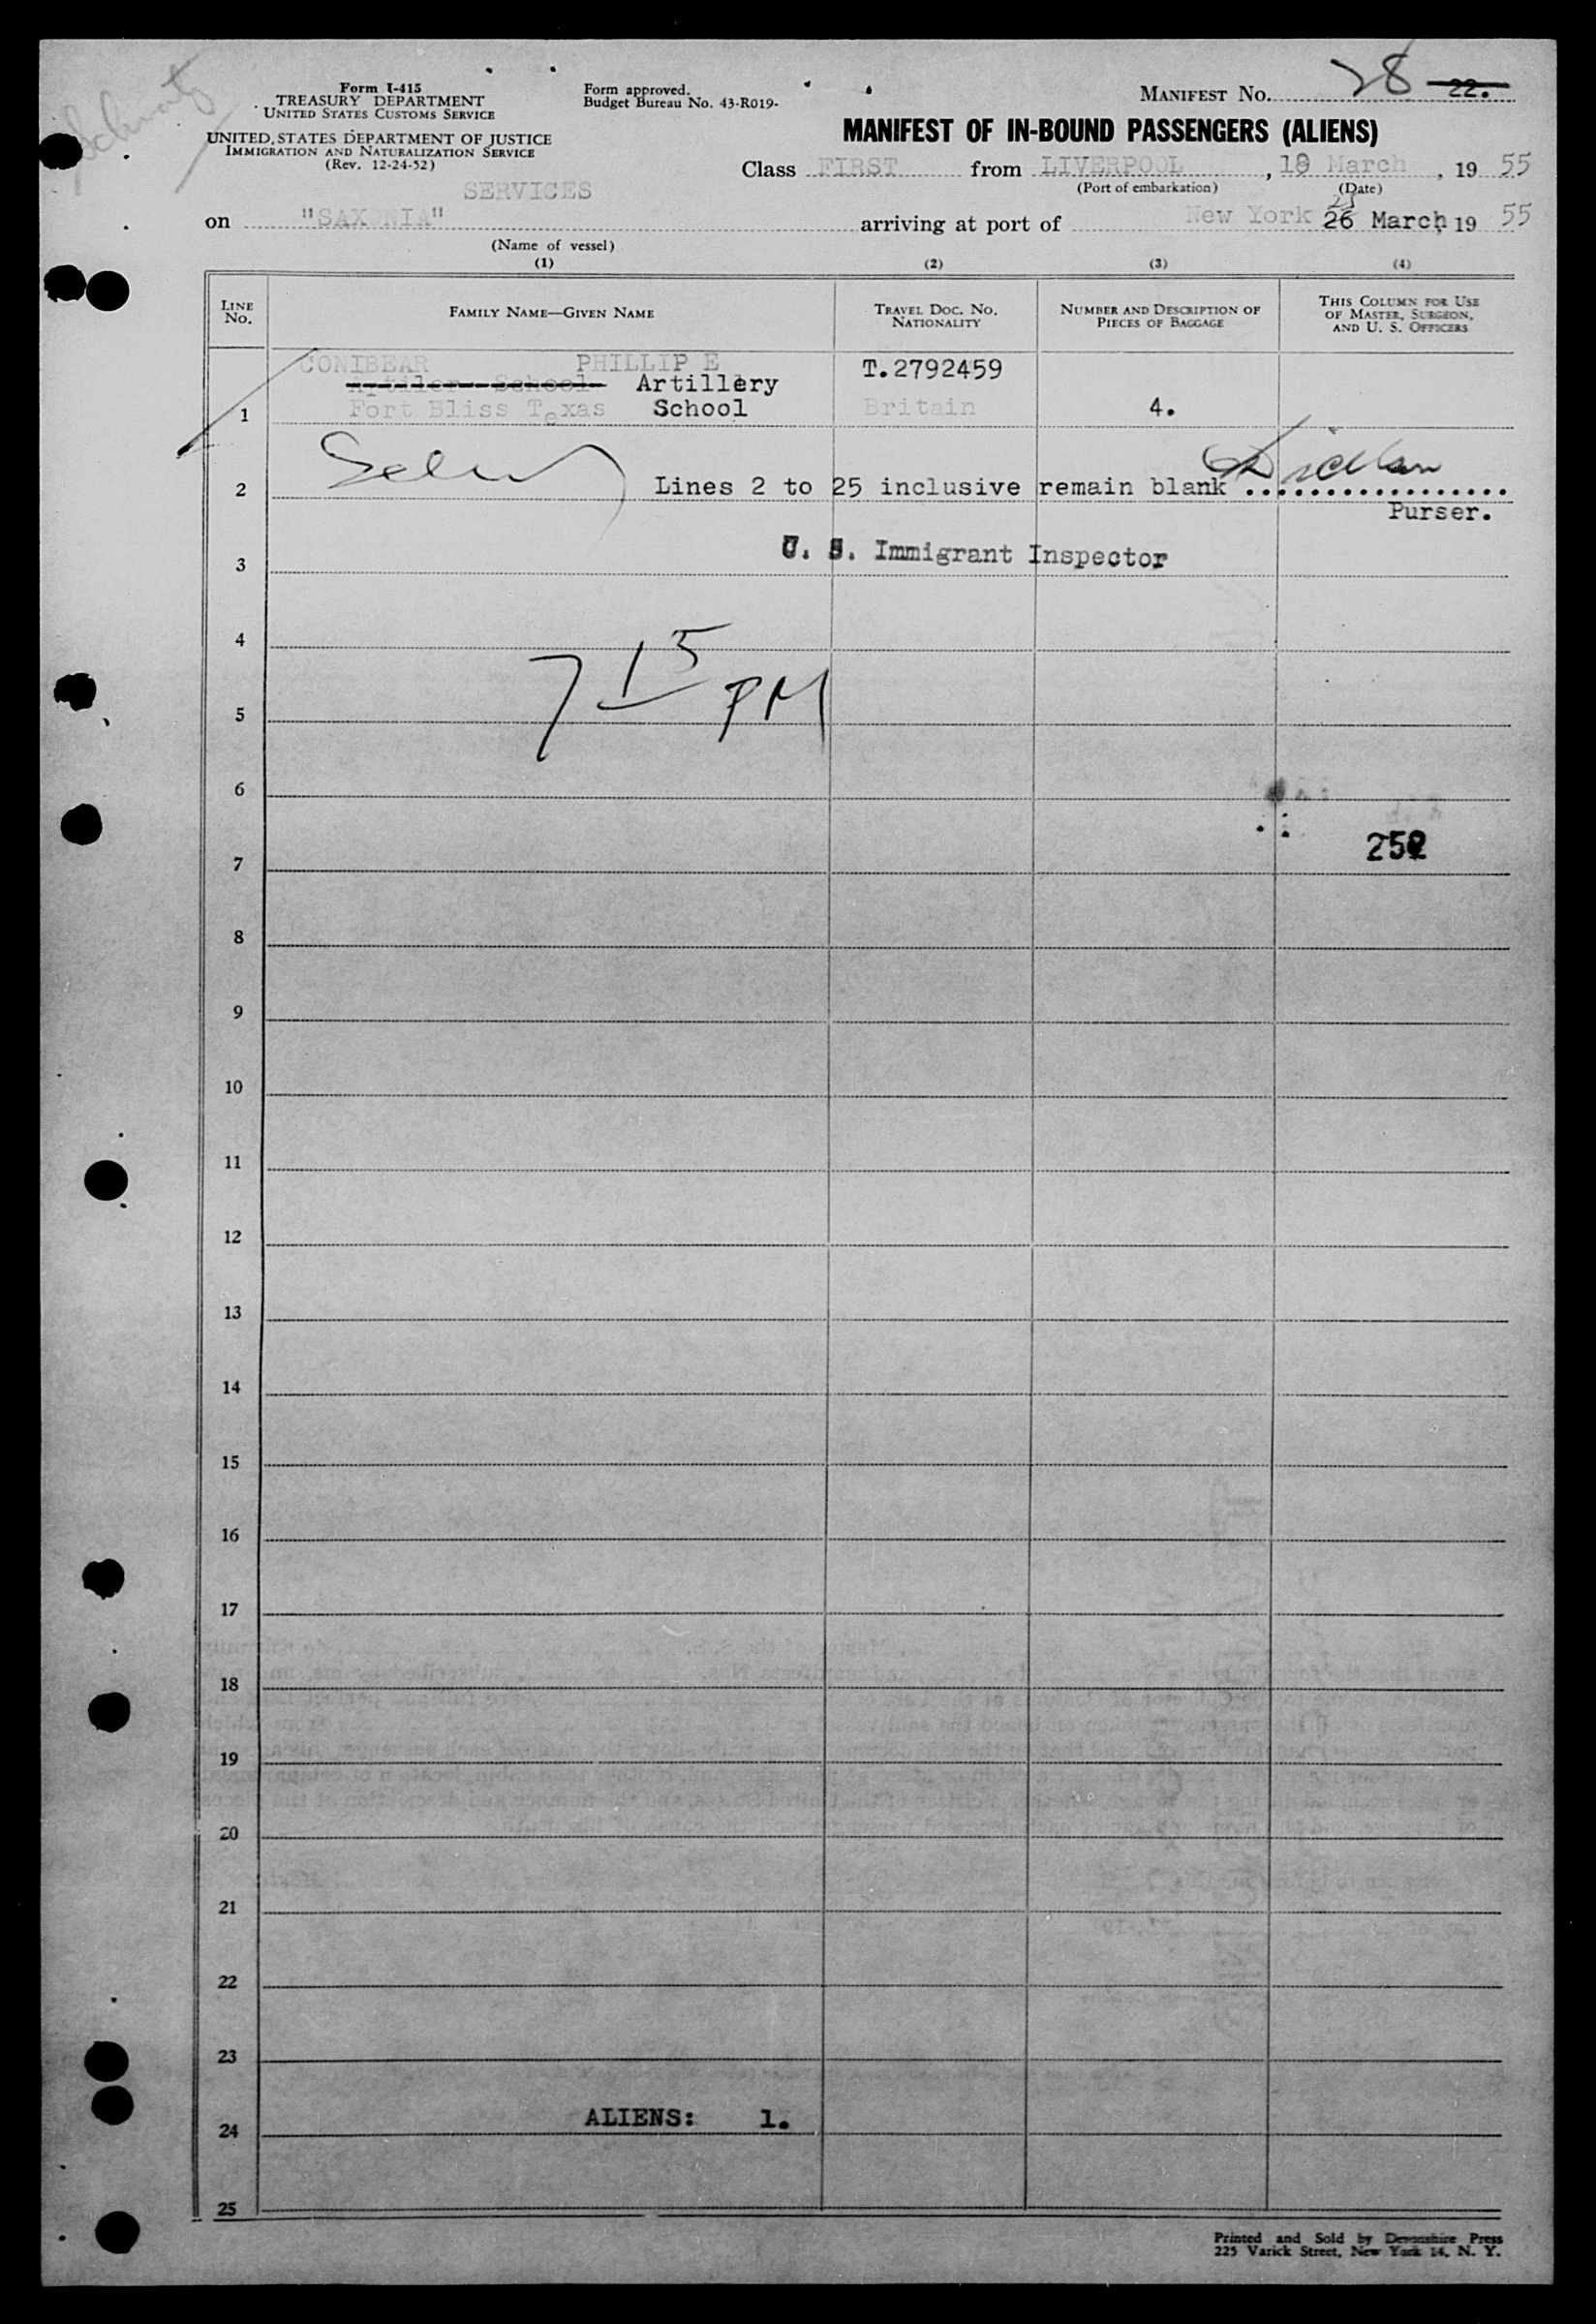 Form I-415
TREASURY DEPARTMENT
UNITED STATES CUSTOMS SERVICE
UNITED STATES DEPARTMENT OF JUSTICE
IMMIGRATION AND NATURALIZATION SERVICE
(Rev. 12-24-52)
Form approved.
Budget Bureau No. 43-R019-
MANIFEST No. 28 22.
MANIFEST OF IN-BOUND PASSENGERS (ALIENS)
Class FIRST from LIVERPOOL, 18 March, 19 55
(Port of embarkation) (Date)
SERVICES
25
on "SAXONIA" arriving at port of New York 26 March, 19 55
(Name of vessel)
(1) (2) (3) (4)
LINE No. FAMILY NAME—GIVEN NAME TRAVEL DOC. No. NATIONALITY NUMBER AND DESCRIPTION OF PIECES OF BAGGAGE THIS COLUMN FOR USE OF MASTER, SURGEON, AND U. S. OFFICERS
CONIBEAR PHILLIP E T.2792459
School Artillery
1 Fort Bliss Texas School Britain 4.
2 Lines 2 to 25 inclusive remain blank ..................
Purser.
3 U. S. Immigrant Inspector
4
7 15 PM
5
6
7 252
8
9
10
11
12
13
14
15
16
17
18
19
20
21
22
23
24 ALIENS: 1.
25
Printed and Sold by Devonshire Press
225 Varick Street, New York 14, N. Y.